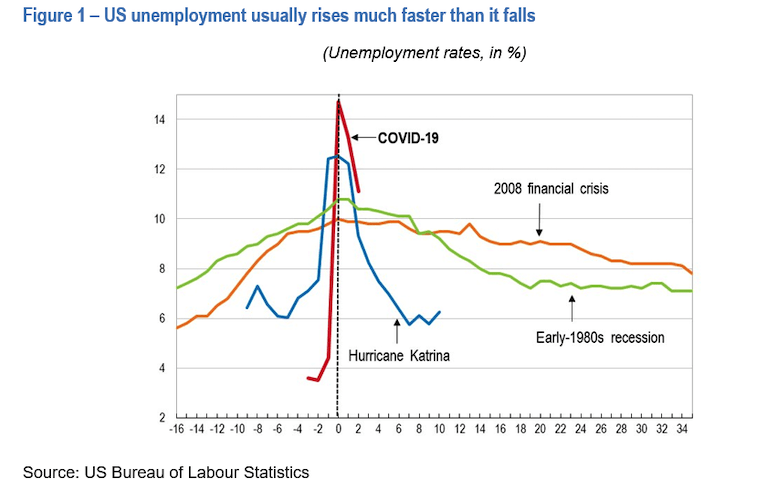 Figure 1 – US unemployment usually rises much faster than it falls
(Unemployment rates, in %)
14
12
10
8
6
4
2
COVID-19
2008 financial crisis
Early-1980s recession
Hurricane Katrina
-16 -14 -12 -10 -8 -6 -4 -2 0 2 4 6 8 10 12 14 16 18 20 22 24 26 28 30 32 34
Source: US Bureau of Labour Statistics